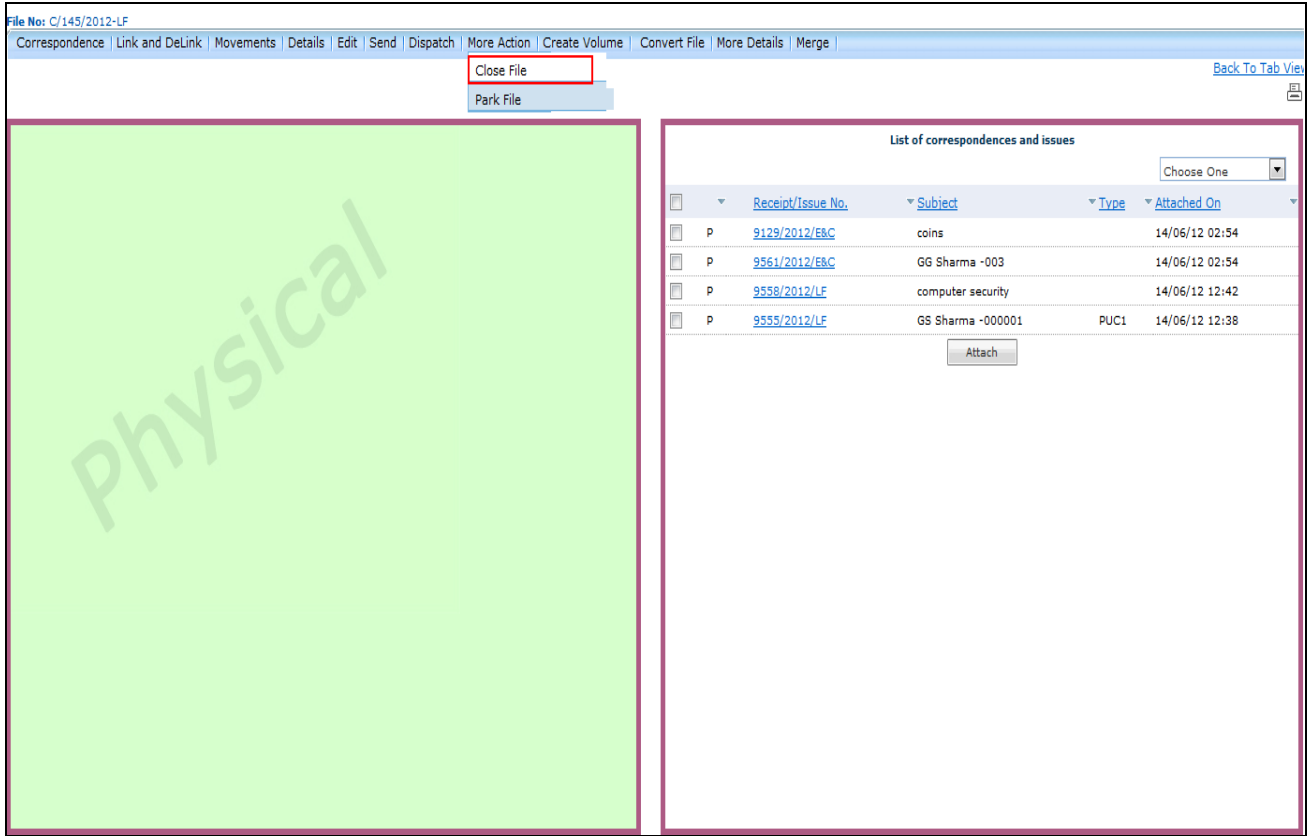 File No: C/145/2012-LF
Correspondence | Link and DeLink | Movements | Details | Edit | Send | Dispatch | More Action | Create Volume | Convert File | More Details | Merge |
Close File
Park File
Back To Tab View
Physical
List of correspondences and issues
Choose One
Receipt/Issue No. Subject Type Attached On
P 9129/2012/E&C coins 14/06/12 02:54
P 9561/2012/E&C GG Sharma -003 14/06/12 02:54
P 9558/2012/LF computer security 14/06/12 12:42
P 9555/2012/LF GS Sharma -000001 PUC1 14/06/12 12:38
Attach